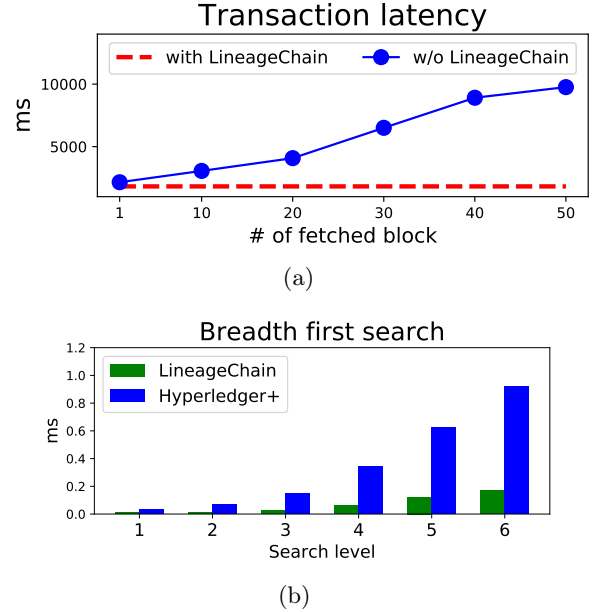 Transaction latency
with LineageChain
w/o LineageChain
10000
5000
ms
1 10 20 30 40 50
# of fetched block
(a)
Breadth first search
1.2
1.0
0.8
0.6
0.4
0.2
0.0
ms
LineageChain
Hyperledger+
1 2 3 4 5 6
Search level
(b)